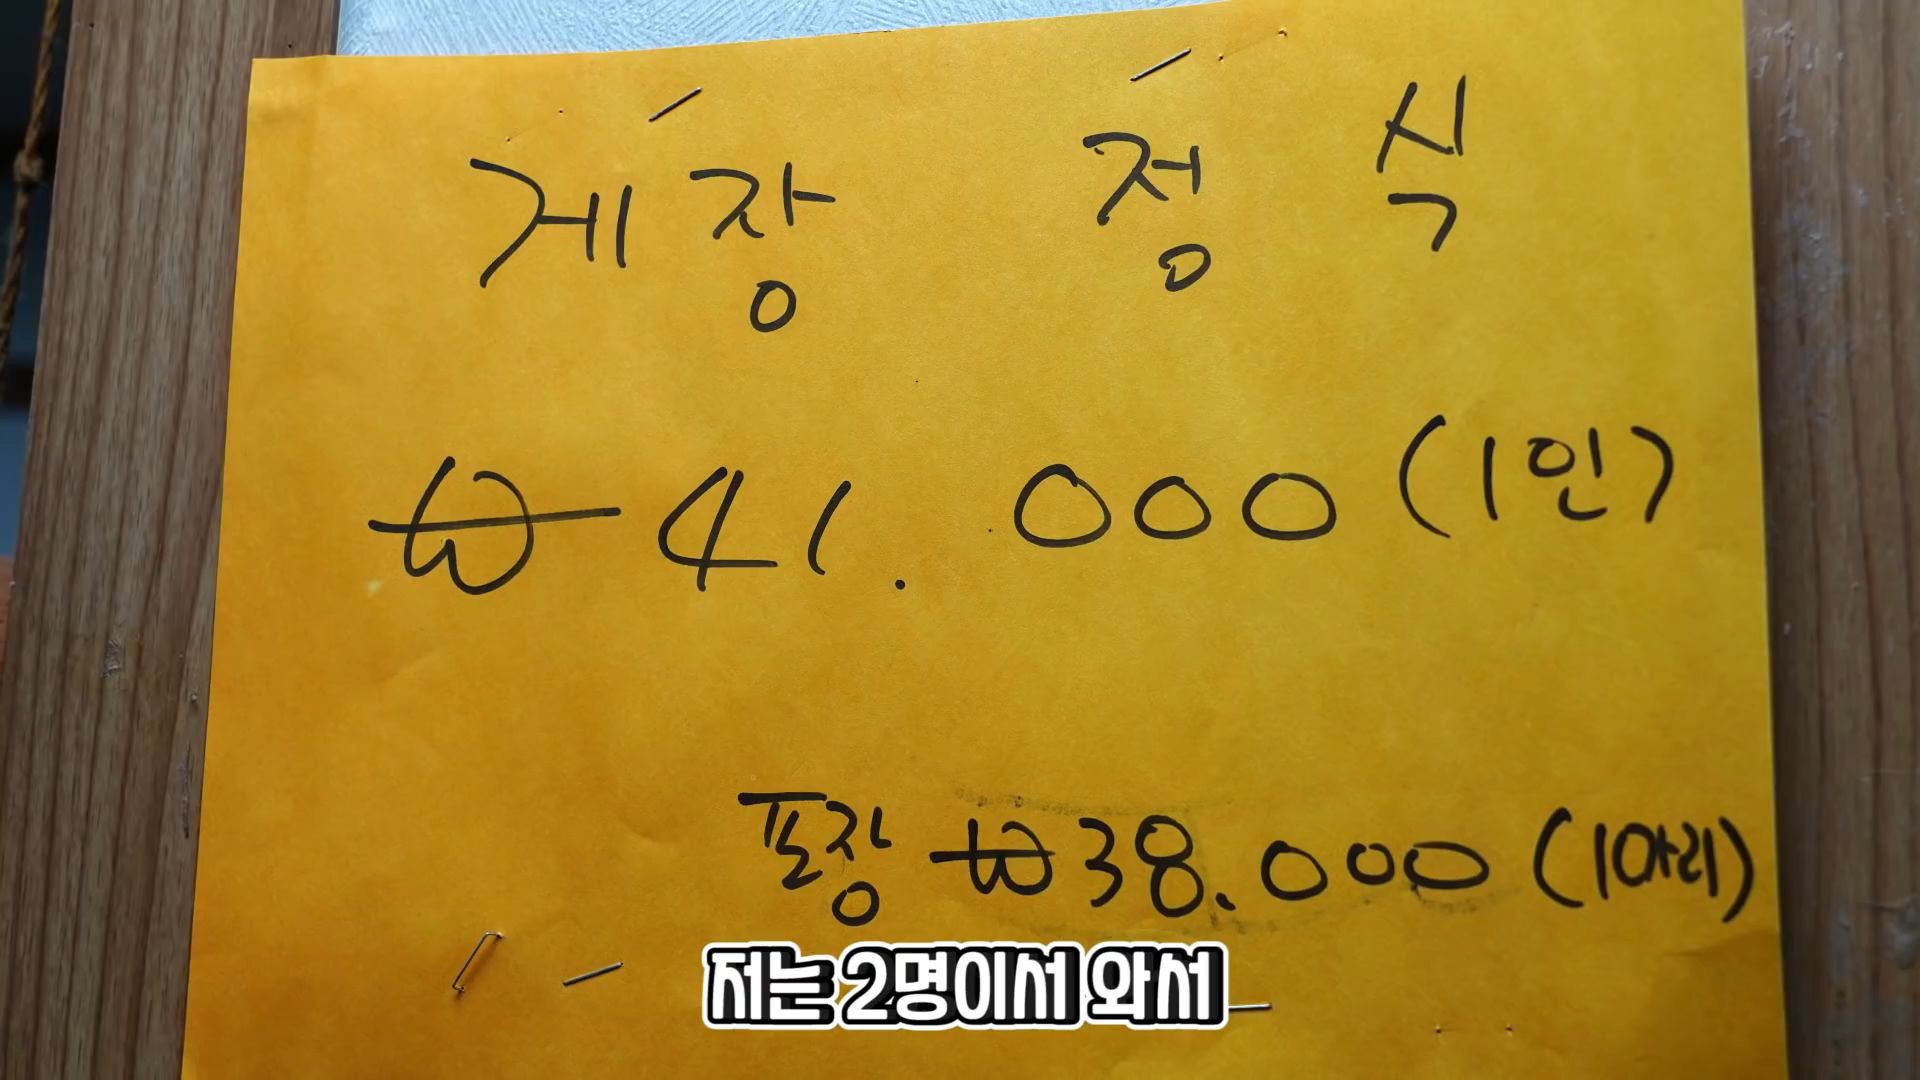 게장 정식
₩ 41.000 (1인)
포장 ₩38.000 (1마리)
저는 2명이서 와서